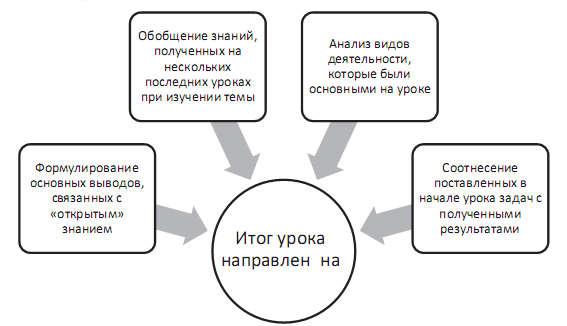 Обобщение знаний,
полученных на
нескольких
последних уроках
при изучении темы
Анализ видов
деятельности,
которые были
основными на уроке
Формулирование
основных выводов,
связанных с
«открытым»
знанием
Соотнесение
поставленных в
начале урока задач с
полученными
результатами
Итог урока
направлен на